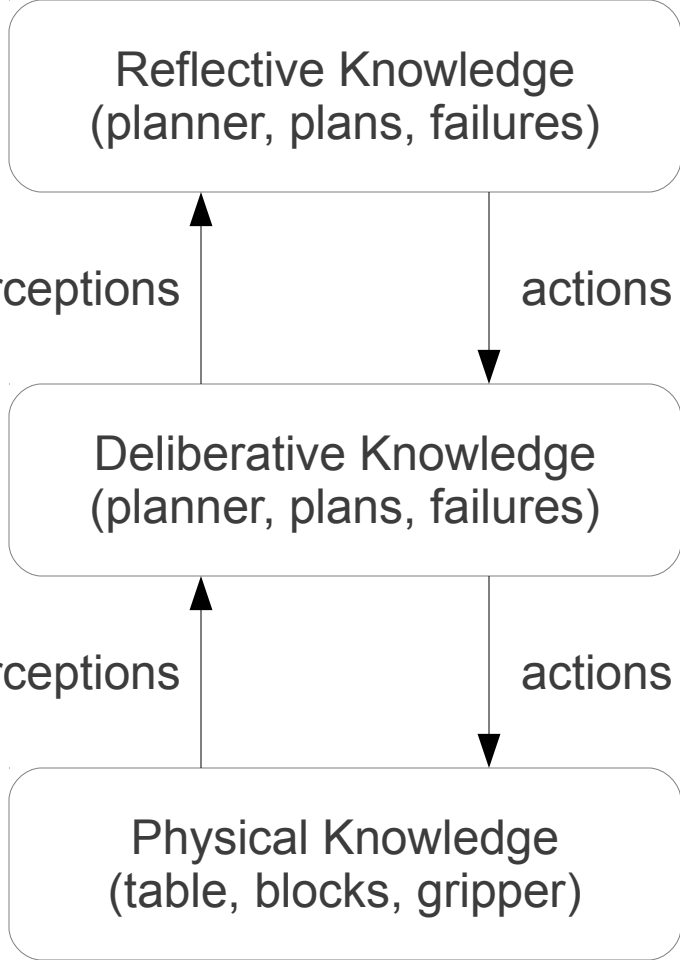 Reflective Knowledge
(planner, plans, failures)
rceptions actions
Deliberative Knowledge
(planner, plans, failures)
rceptions actions
Physical Knowledge
(table, blocks, gripper)